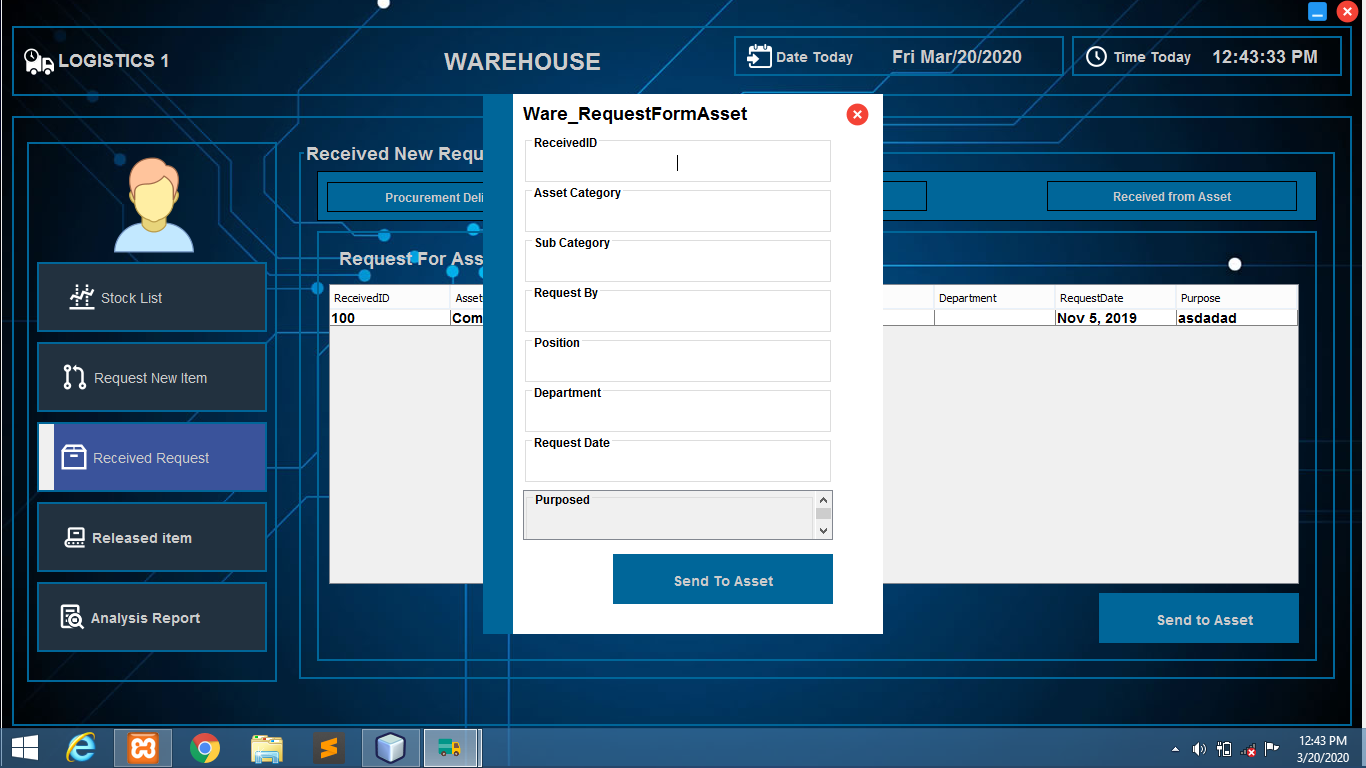 LOGISTICS 1
WAREHOUSE
Date Today
Fri Mar/20/2020
Time Today
12:43:33 PM
Ware_RequestFormAsset
ReceivedID
Asset Category
Sub Category
Request By
Position
Department
Request Date
Purposed
Send To Asset
Received New Requ
Procurement Deli
Received from Asset
Request For Ass
ReceivedID
Asset
Department
RequestDate
Purpose
100
Com
Nov 5, 2019
asdadad
Send to Asset
Stock List
Request New Item
Received Request
Released item
Analysis Report
12:43 PM
3/20/2020